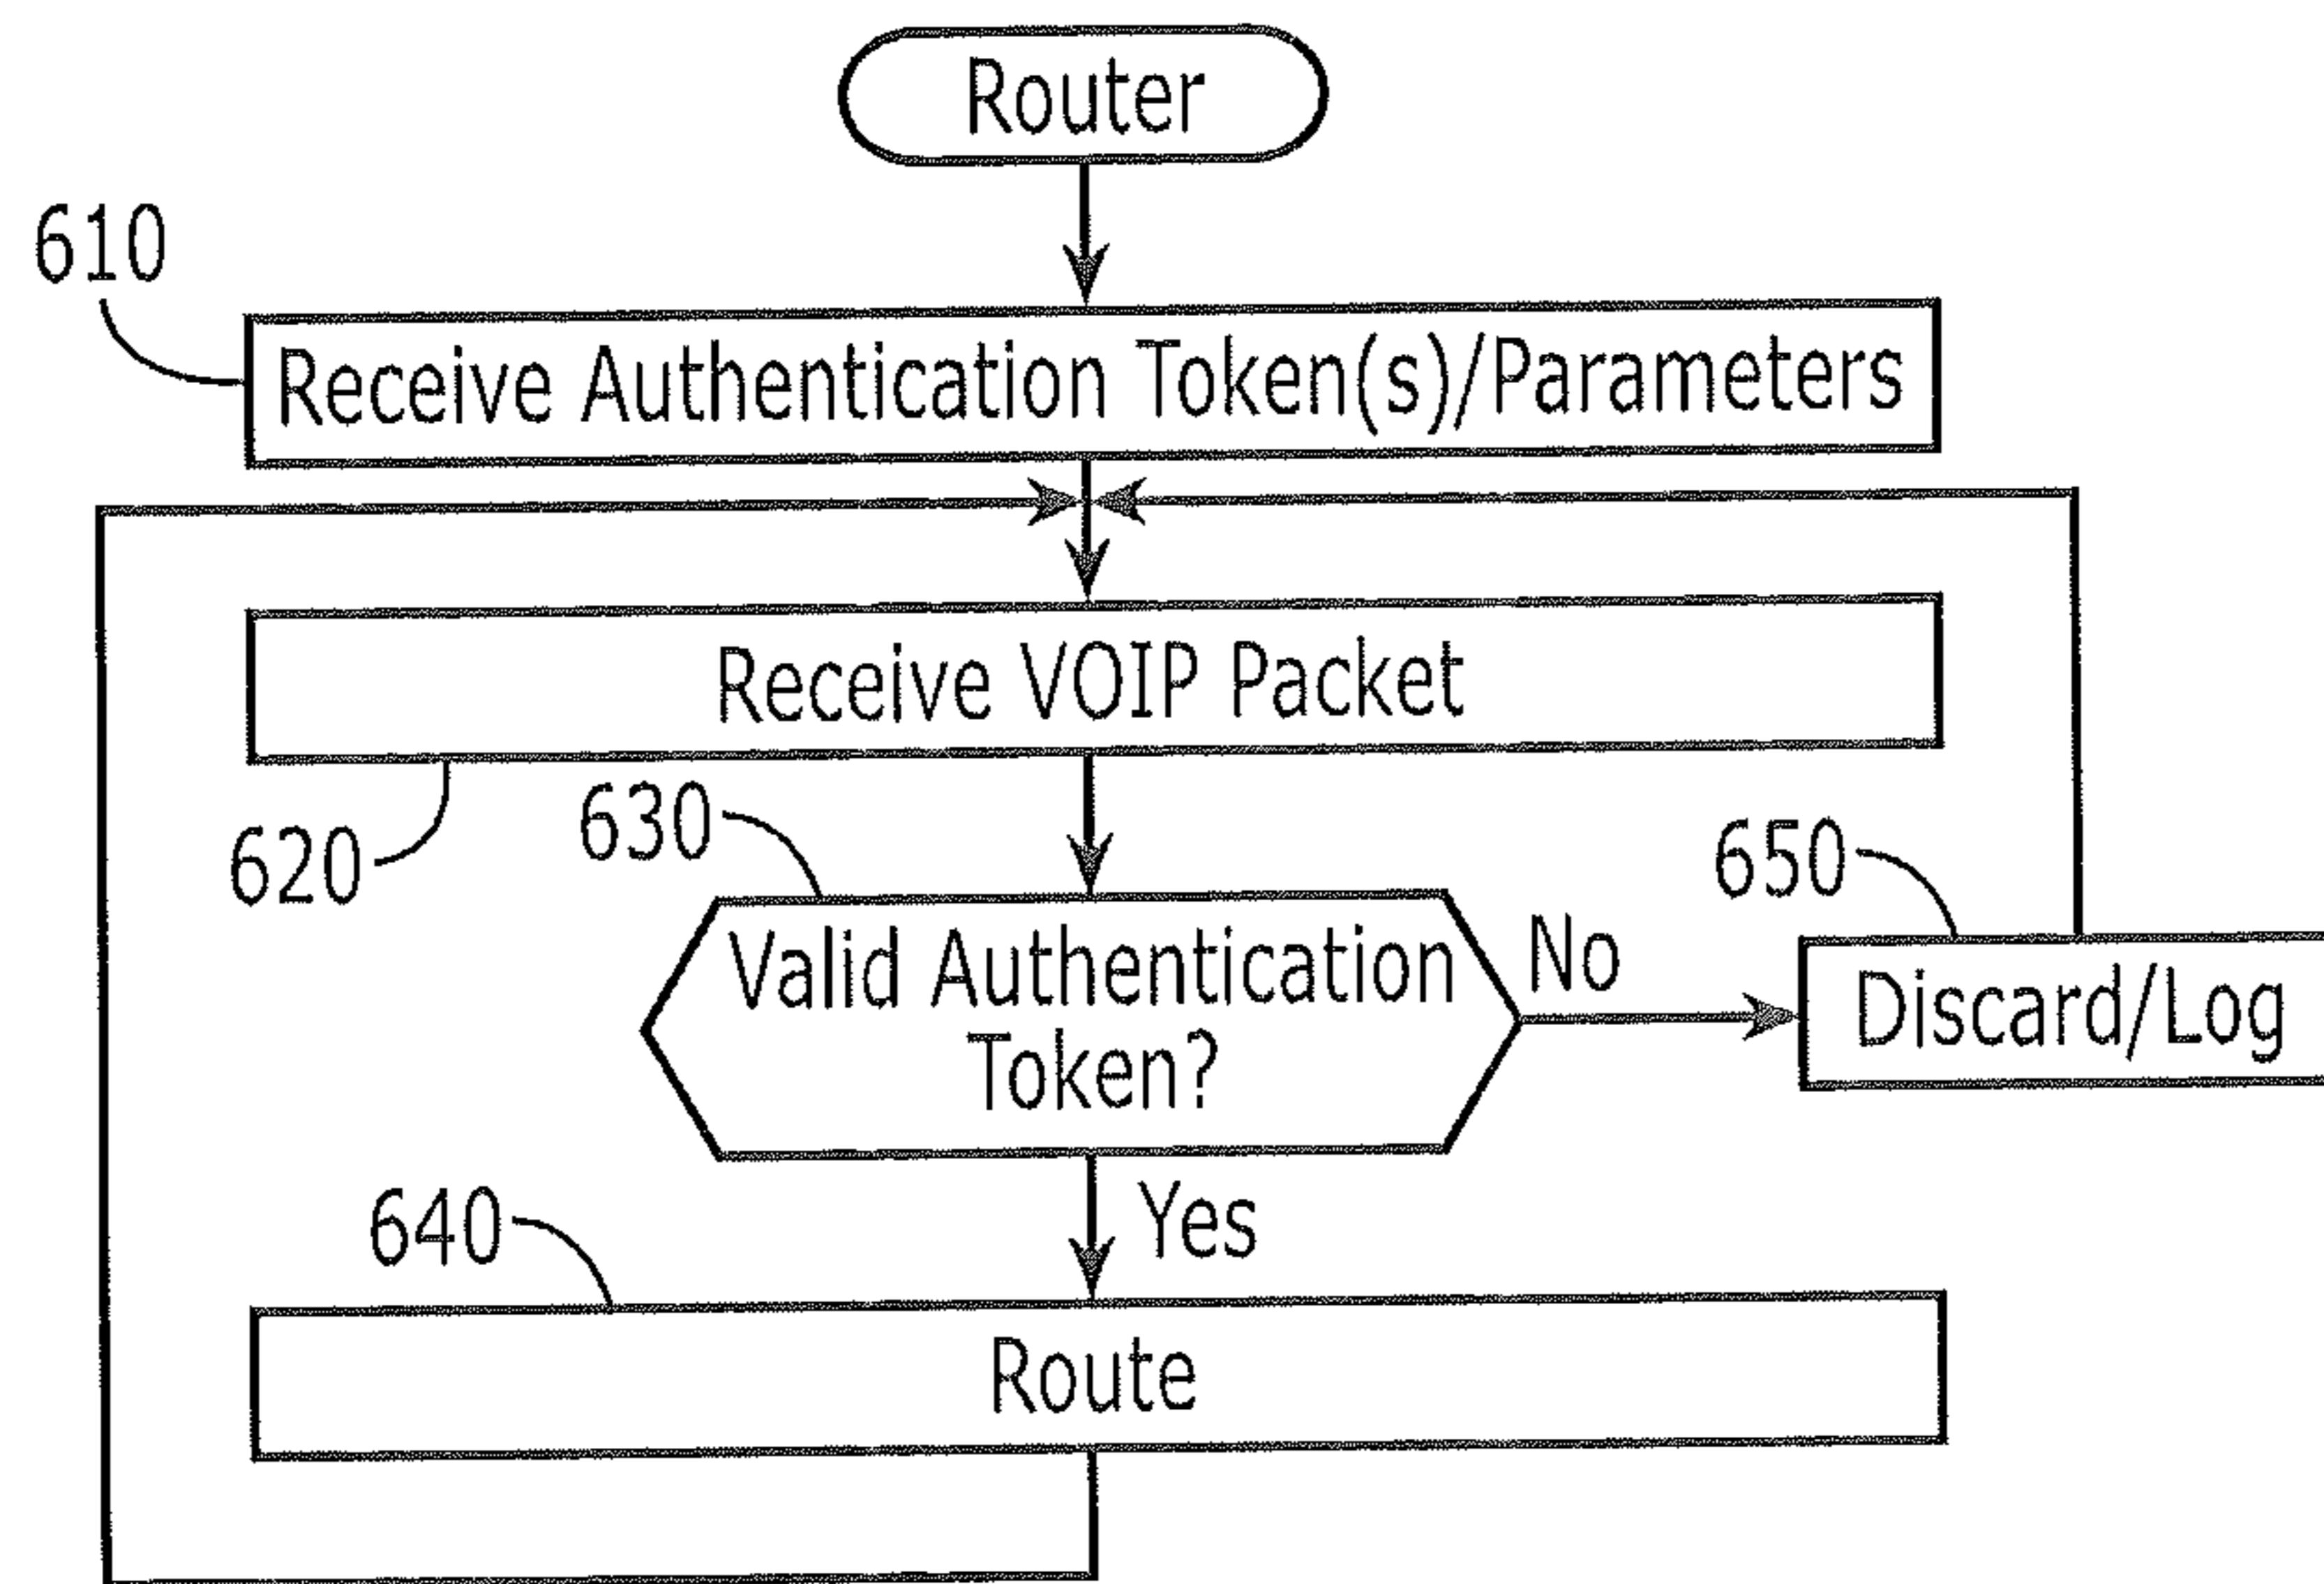 Router
610
Receive Authentication Token(s)/Parameters
Receive VOIP Packet
620
630
650
Valid Authentication
Token?
No
Discard/Log
Yes
640
Route